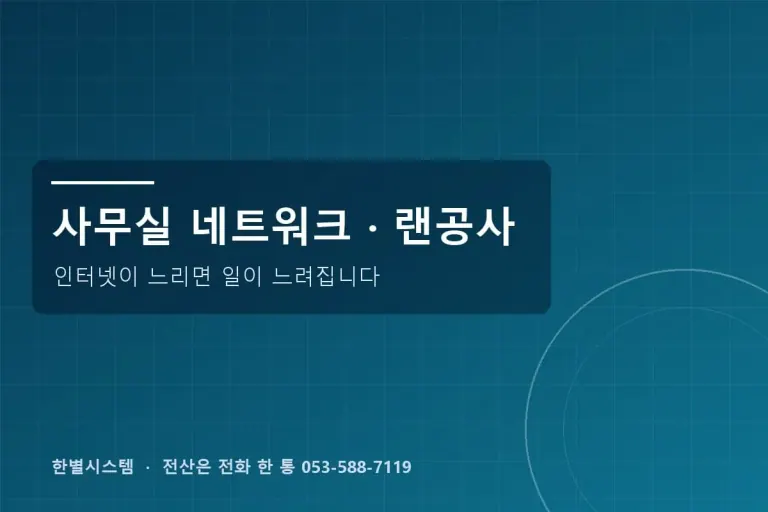 사무실 네트워크 · 랜공사
인터넷이 느리면 일이 느려집니다
한별시스템 · 전산은 전화 한 통 053-588-7119